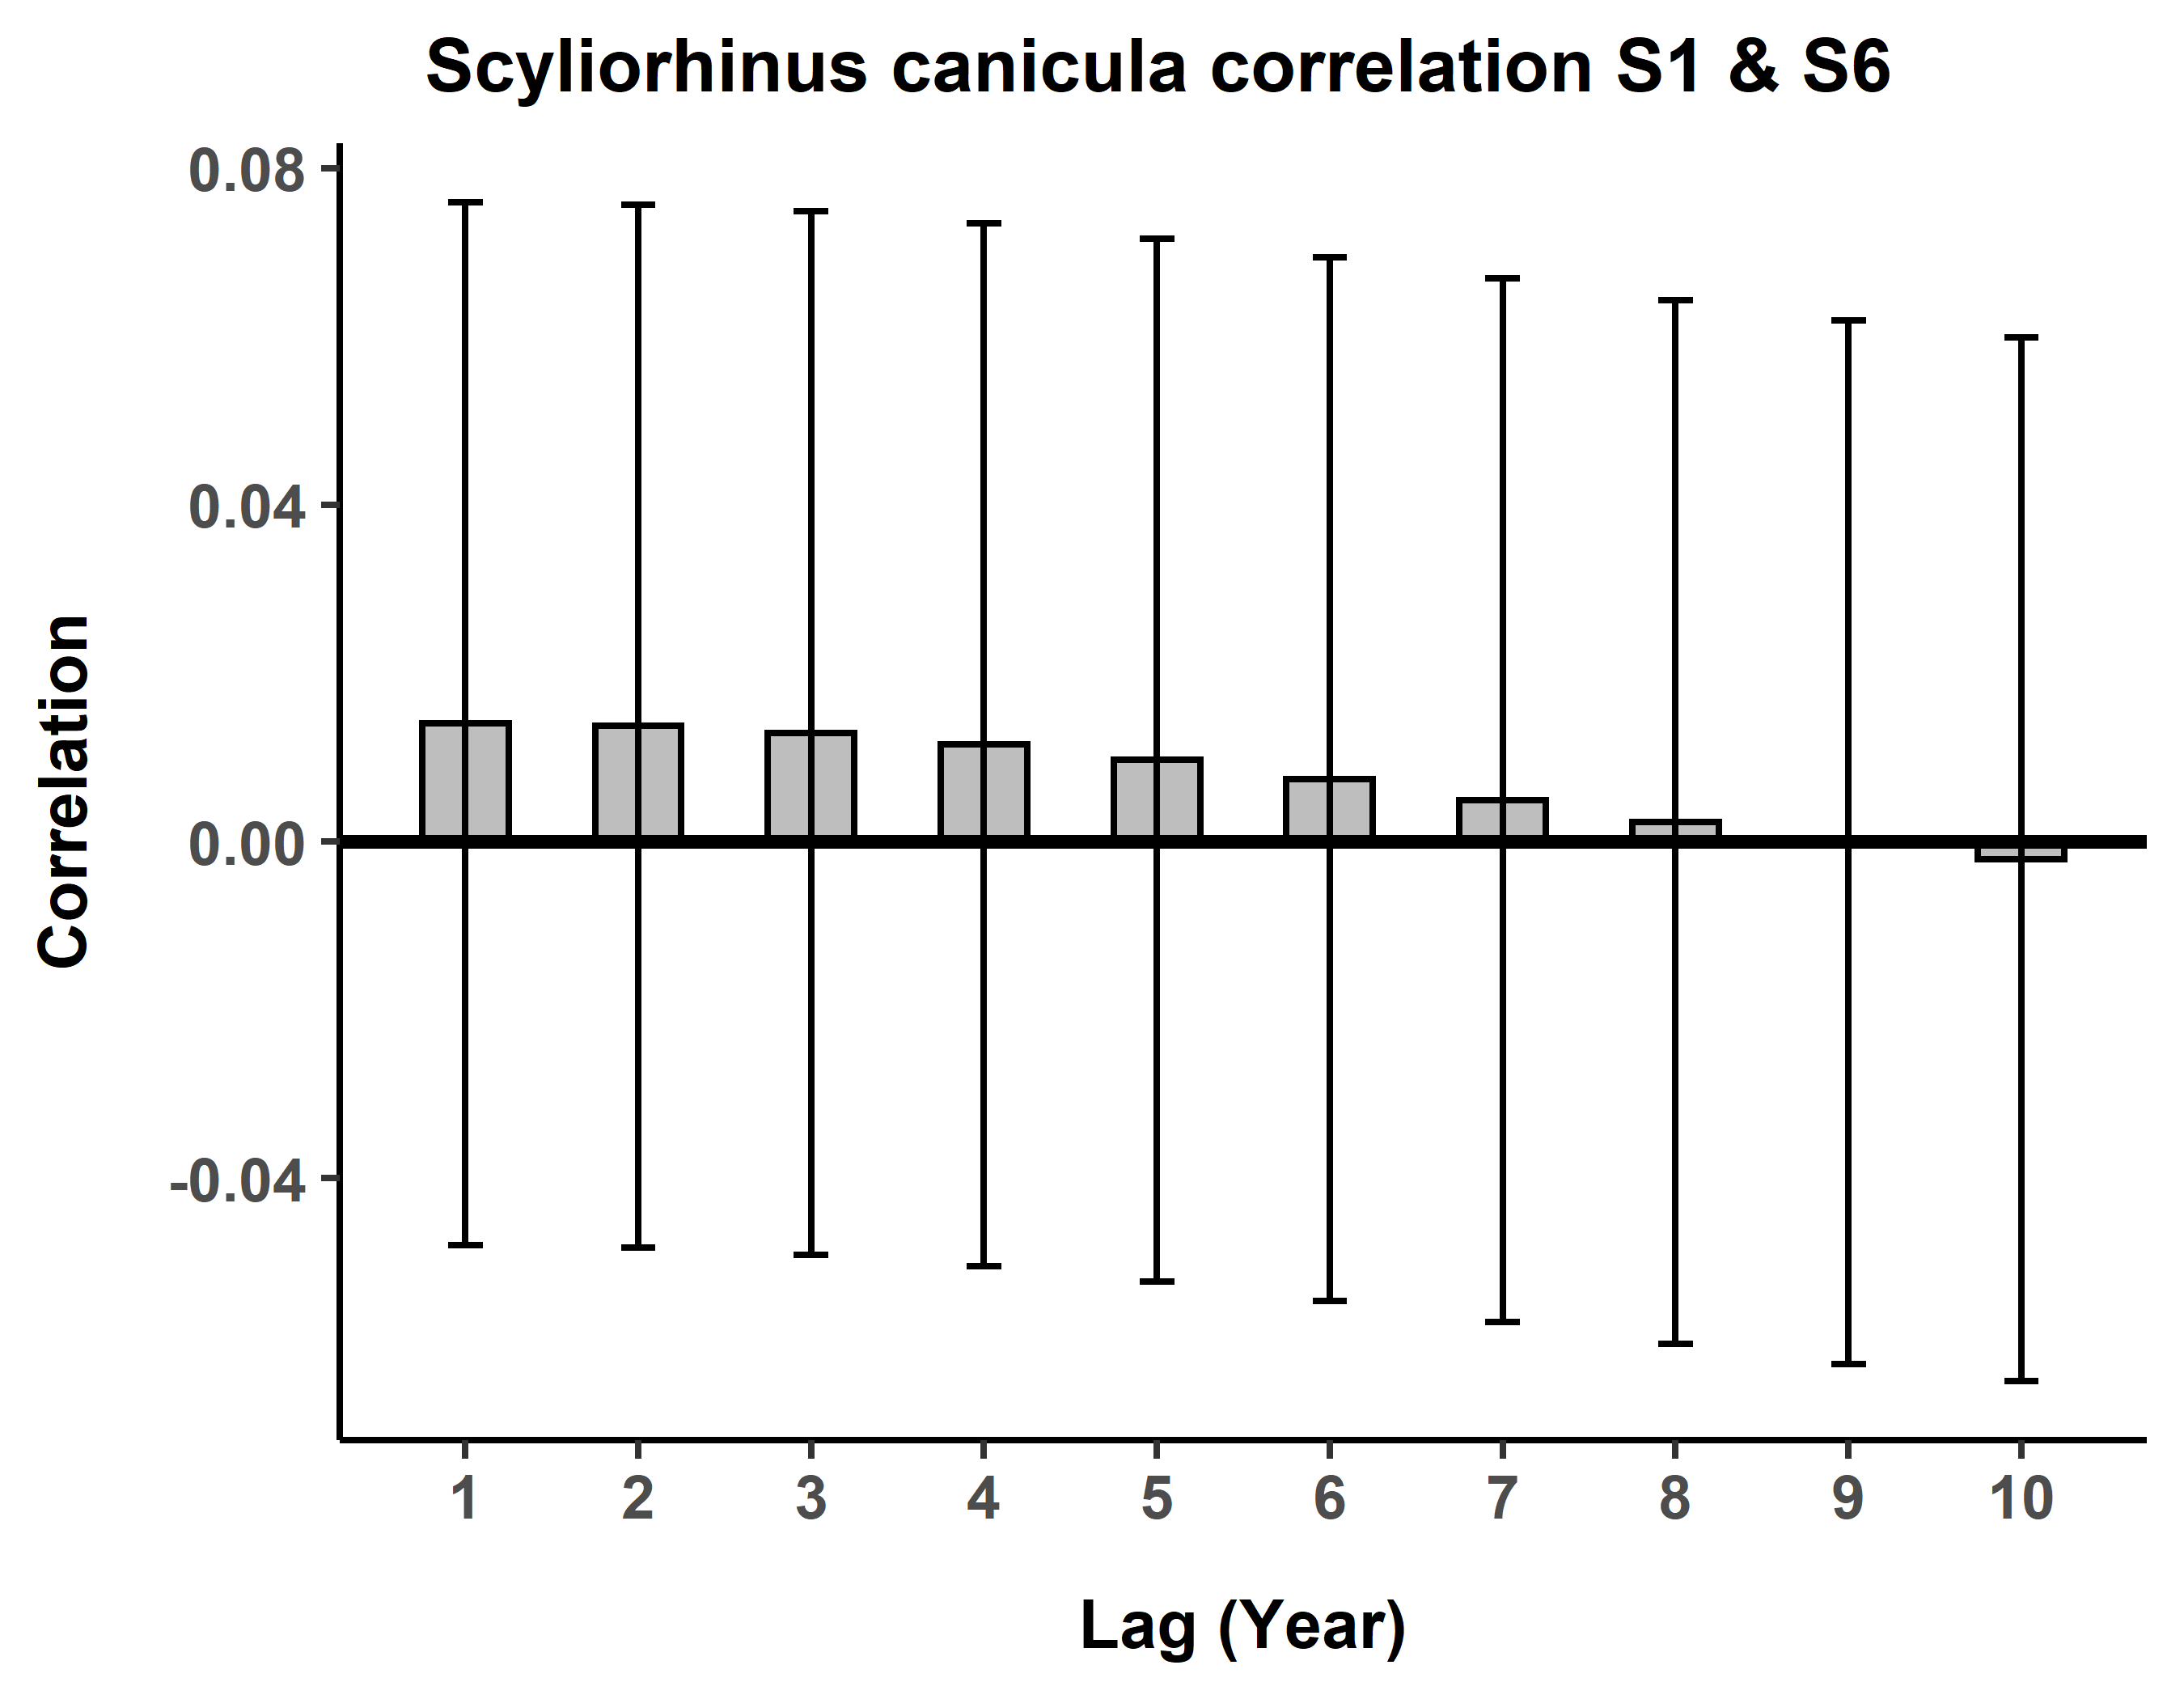 Scyliorhinus canicula correlation S1 & S6
0.08
0.04
0.00
-0.04
Correlation
1 2 3 4 5 6 7 8 9 10
Lag (Year)